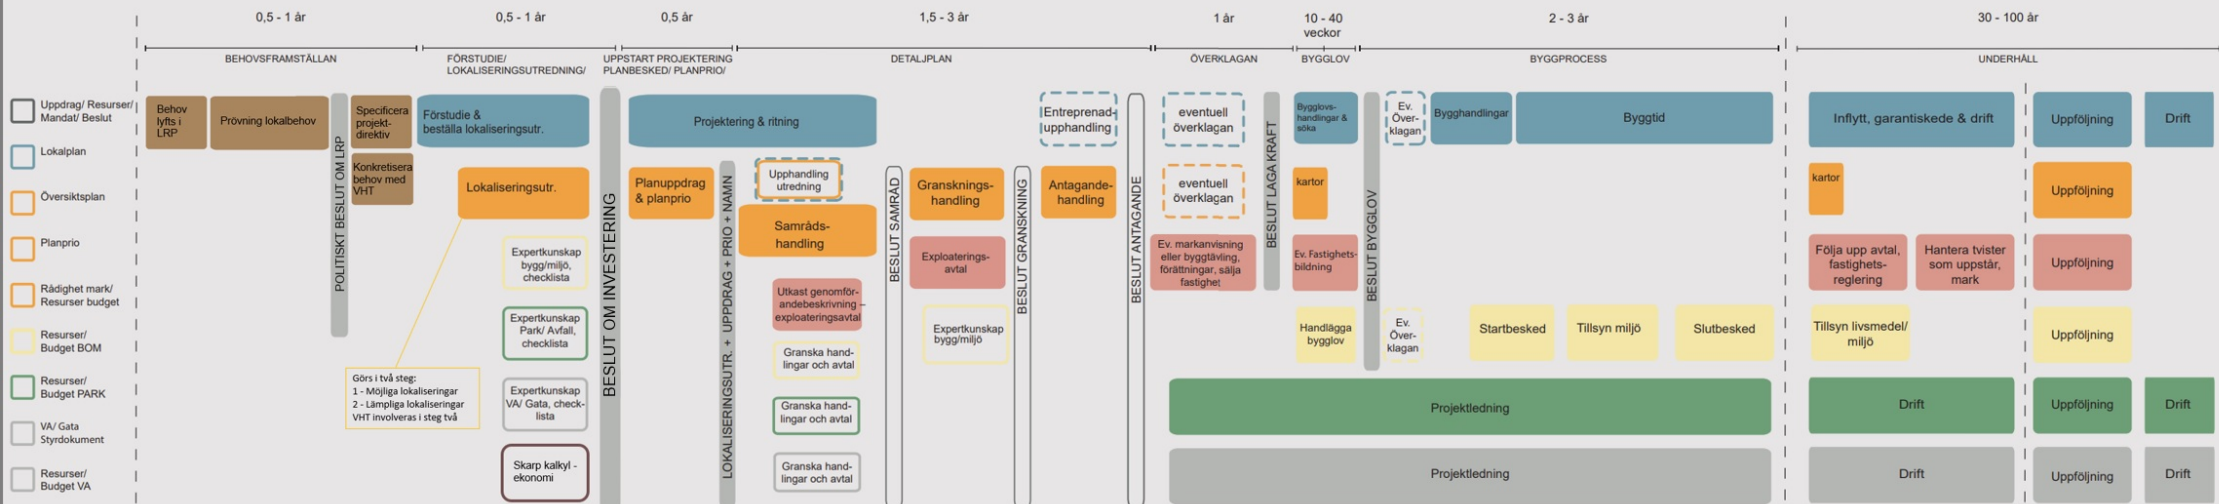 0,5 - 1 år
0,5 - 1 år
0,5 år
1,5 - 3 år
1 år
10 - 40
veckor
2 - 3 år
30 - 100 år
BEHOVSFRAMSTÄLLAN
FÖRSTUDIE/
LOKALISERINGSUTREDNING/
UPPSTART PROJEKTERING
PLANBESKED/ PLANPRIO/
DETALJPLAN
ÖVERKLAGAN
BYGGLOV
BYGGPROCESS
UNDERHÅLL
Uppdrag/ Resurser/
Mandat/ Beslut
Lokalplan
Översiktsplan
Planprio
Rådighet mark/
Resurser budget
Resurser/
Budget BOM
Resurser/
Budget PARK
VA/ Gata
Styrdokument
Resurser/
Budget VA
Behov
lyfts i
LRP
Prövning lokalbehov
POLITISKT BESLUT OM LRP
Specificera
projekt-
direktiv
Konkretisera
behov med
VHT
Förstudie &
beställa lokaliseringsutr.
Lokaliseringsutr.
Expertkunskap
bygg/miljö,
checklista
Expertkunskap
Park/ Avfall,
checklista
Görs i två steg:
1 - Möjliga lokaliseringar
2 - Lämpliga lokaliseringar
VHT involveras i steg två
Expertkunskap
VA/ Gata, check-
lista
Skarp kalkyl -
ekonomi
BESLUT OM INVESTERING
Projektering & ritning
Planuppdrag
& planprio
LOKALISERINGSUTR. + UPPDRAG + PRIO + NAMN
Upphandling
utredning
Samråds-
handling
Utkast genomför-
andebeskrivning –
exploateringsavtal
Granska hand-
lingar och avtal
Granska hand-
lingar och avtal
Granska hand-
lingar och avtal
BESLUT SAMRÅD
Gransknings-
handling
Exploaterings-
avtal
Expertkunskap
bygg/miljö
BESLUT GRANSKNING
Entreprenad-
upphandling
Antagande-
handling
BESLUT ANTAGANDE
eventuell
överklagan
eventuell
överklagan
Ev. markanvisning
eller byggtävling,
förättningar, sälja
fastighet
BESLUT LAGA KRAFT
Bygglovs-
handlingar &
söka
kartor
Ev. Fastighets-
bildning
Handlägga
bygglov
BESLUT BYGGLOV
Ev.
Över-
klagan
Ev.
Över-
klagan
Bygghandlingar
Byggtid
Startbesked
Tillsyn miljö
Slutbesked
Projektledning
Projektledning
Inflytt, garantiskede & drift
Uppföljning
Drift
kartor
Uppföljning
Följa upp avtal,
fastighets-
reglering
Hantera tvister
som uppstår,
mark
Uppföljning
Tillsyn livsmedel/
miljö
Uppföljning
Drift
Uppföljning
Drift
Drift
Uppföljning
Drift